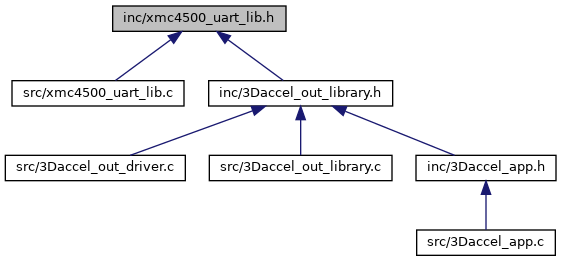 inc/xmc4500_uart_lib.h
src/xmc4500_uart_lib.c
inc/3Daccel_out_library.h
src/3Daccel_out_driver.c
src/3Daccel_out_library.c
inc/3Daccel_app.h
src/3Daccel_app.c